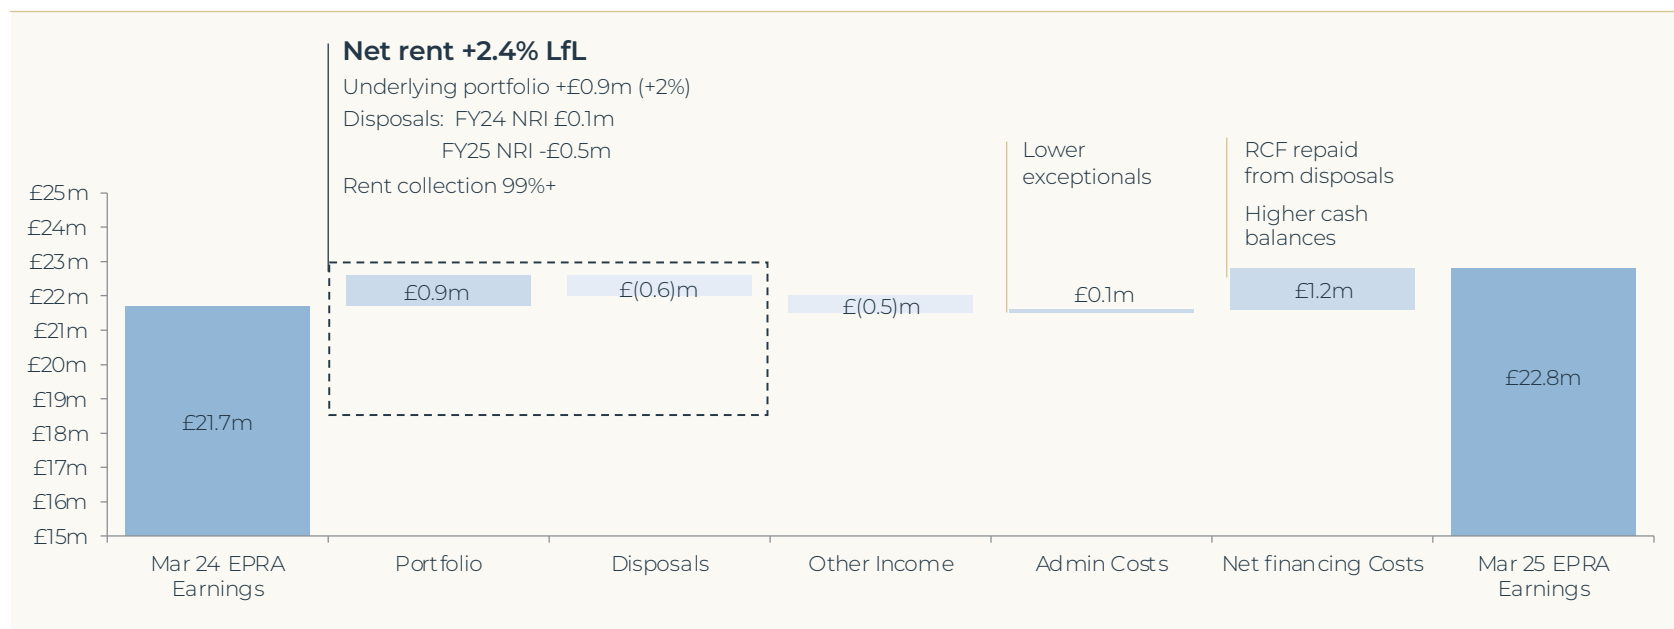 Net rent +2.4% LfL
Underlying portfolio +£0.9m (+2%)
Disposals: FY24 NRI £0.1m
FY25 NRI -£0.5m
Rent collection 99%+
Lower
exceptionals
RCF repaid
from disposals
Higher cash
balances
£25m
£24m
£23m
£22m
£21m
£20m
£19m
£18m
£17m
£16m
£15m
£21.7m
£0.9m
£(0.6)m
£(0.5)m
£0.1m
£1.2m
£22.8m
Mar 24 EPRA
Earnings
Portfolio
Disposals
Other Income
Admin Costs
Net financing Costs
Mar 25 EPRA
Earnings